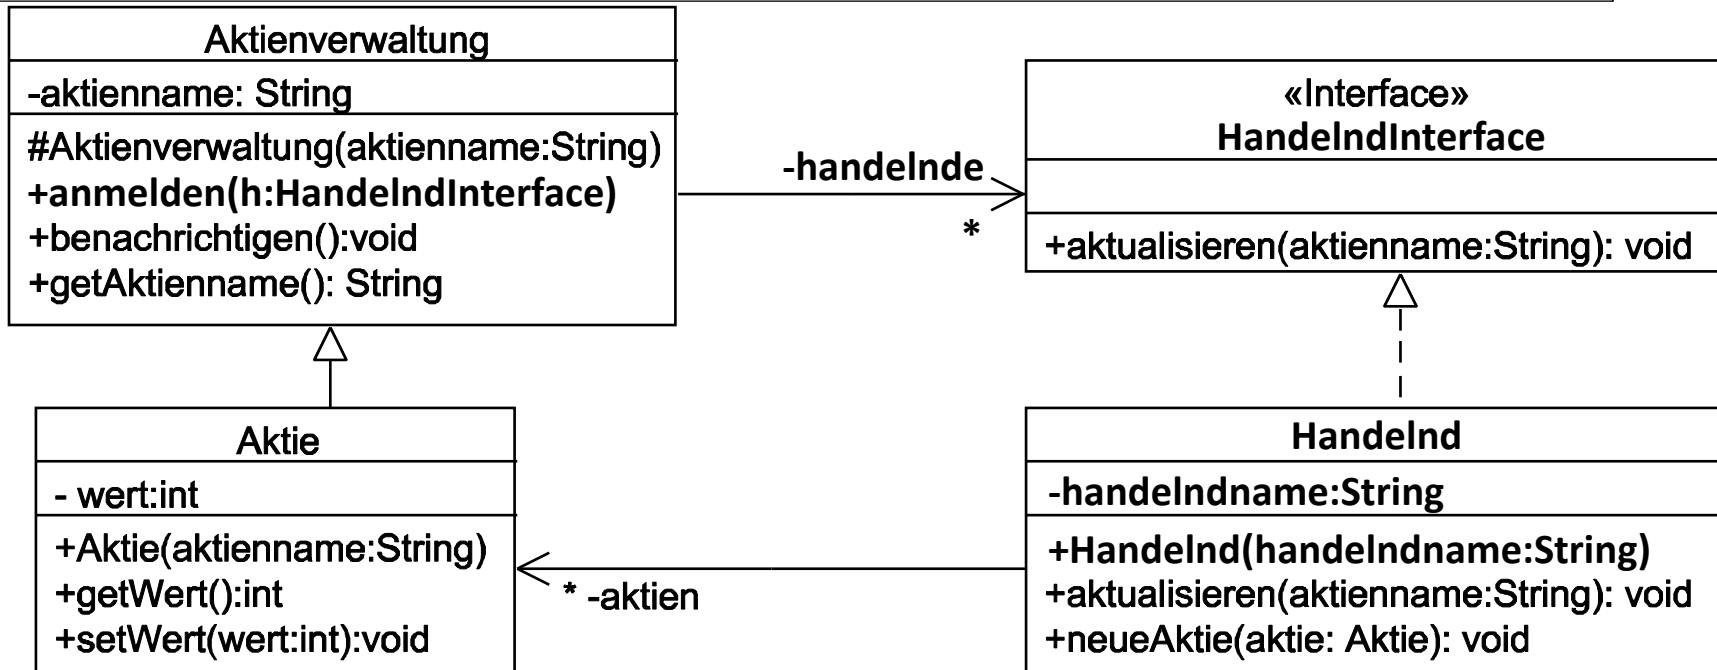 Aktienverwaltung
-aktienname: String
#Aktienverwaltung(aktienname:String)
+anmelden(h:HandelndInterface)
+benachrichtigen():void
+getAktienname(): String
-handelnde
*
«Interface»
HandelndInterface
+aktualisieren(aktienname:String): void
Aktie
- wert:int
+Aktie(aktienname:String)
+getWert():int
+setWert(wert:int):void
* -aktien
Handelnd
-handelndname:String
+Handelnd(handelndname:String)
+aktualisieren(aktienname:String): void
+neueAktie(aktie: Aktie): void